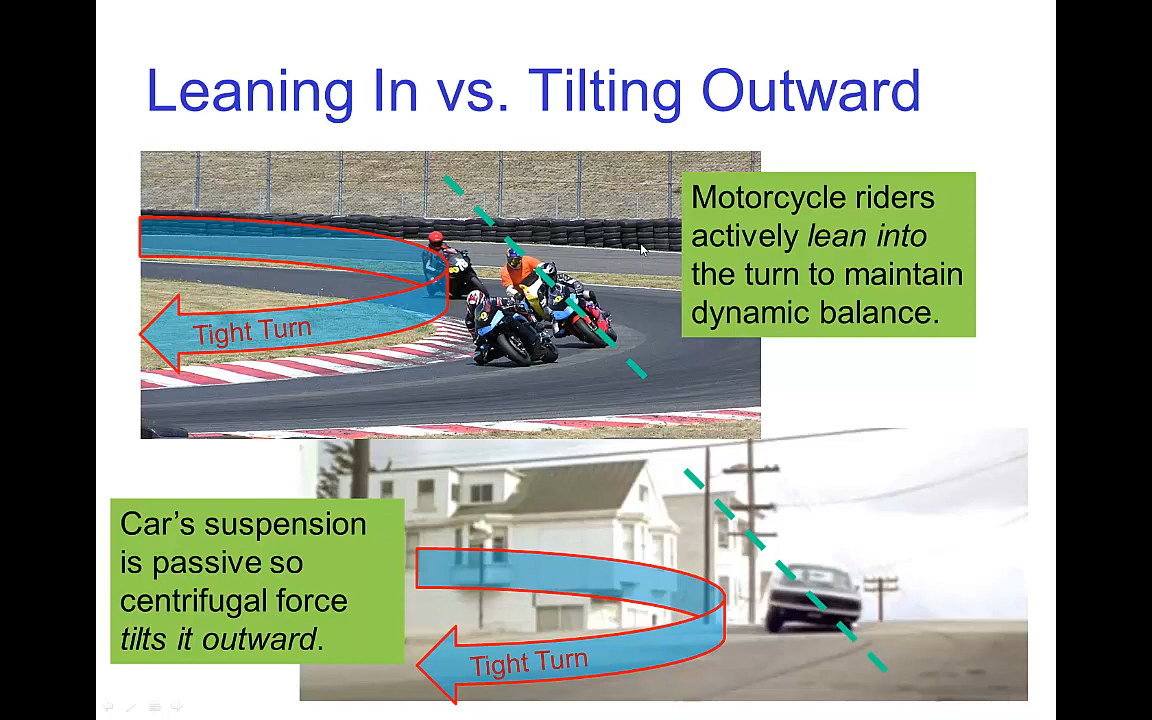 Leaning In vs. Tilting Outward
Motorcycle riders
actively lean into
the turn to maintain
dynamic balance.
Tight Turn
Car’s suspension
is passive so
centrifugal force
tilts it outward.
Tight Turn